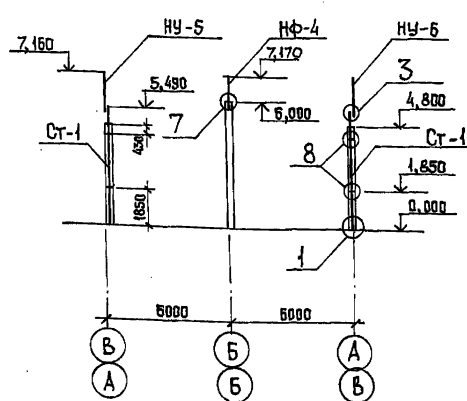 НУ-5
НФ-4
НУ-6
7,160
7,170
3
5,490
4,800
7
6,000
Ст-1
Ст-1
430
8
1,850
1850
0,000
1
6000
6000
В
Б
А
А
Б
В